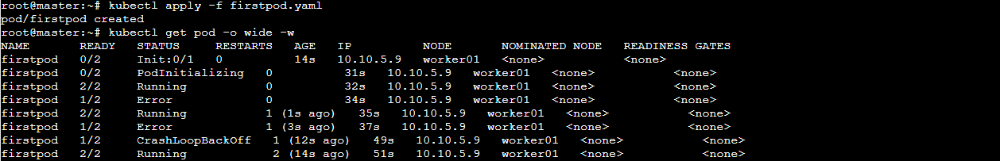 root@master:~# kubectl apply -f firstpod.yaml
pod/firstpod created
root@master:~# kubectl get pod -o wide -w
NAME READY STATUS RESTARTS AGE IP NODE NOMINATED NODE READINESS GATES
firstpod 0/2 Init:0/1 0 14s 10.10.5.9 worker01 <none> <none>
firstpod 0/2 PodInitializing 0 31s 10.10.5.9 worker01 <none> <none>
firstpod 2/2 Running 0 32s 10.10.5.9 worker01 <none> <none>
firstpod 1/2 Error 0 34s 10.10.5.9 worker01 <none> <none>
firstpod 2/2 Running 1 (1s ago) 35s 10.10.5.9 worker01 <none> <none>
firstpod 1/2 Error 1 (3s ago) 37s 10.10.5.9 worker01 <none> <none>
firstpod 1/2 CrashLoopBackOff 1 (12s ago) 49s 10.10.5.9 worker01 <none> <none>
firstpod 2/2 Running 2 (14s ago) 51s 10.10.5.9 worker01 <none> <none>